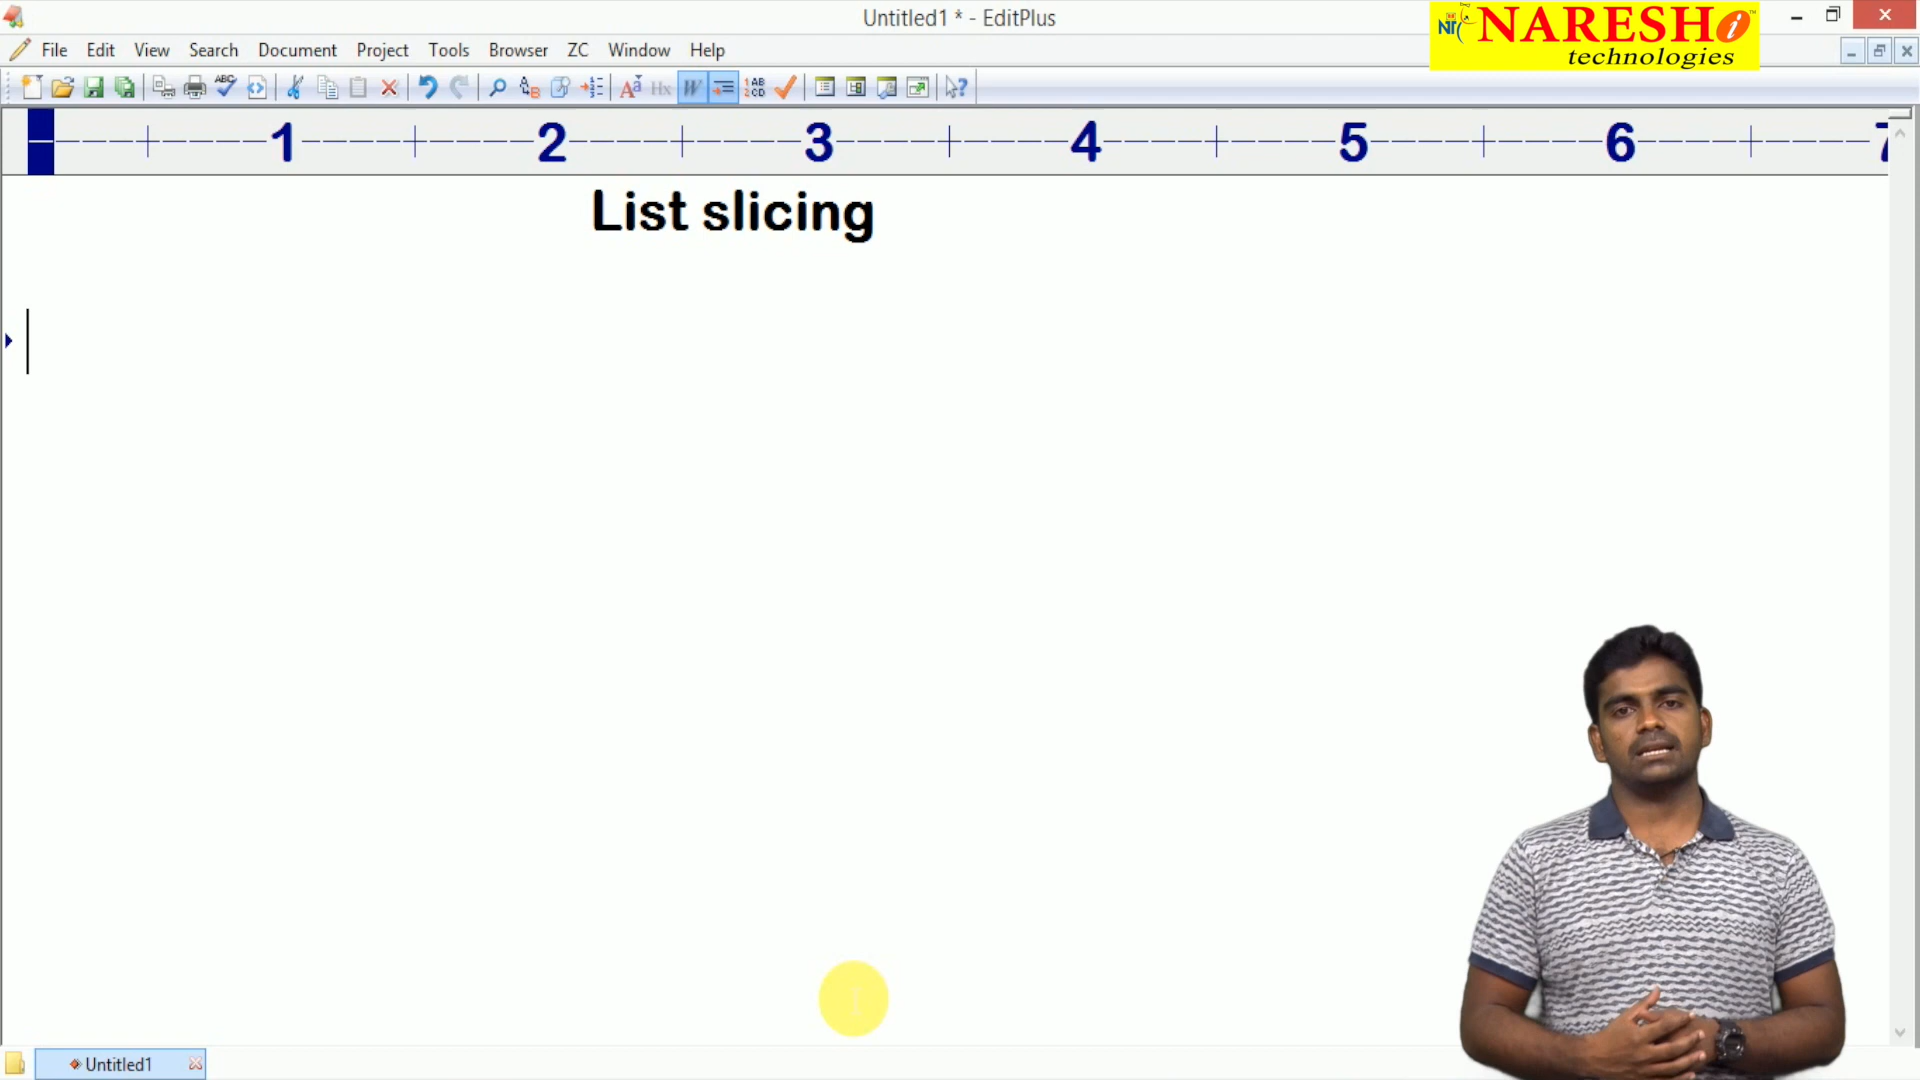 Untitled1 * - EditPlus
NARESH i
technologies
File Edit View Search Document Project Tools Browser ZC Window Help
1 2 3 4 5 6 7
List slicing
Untitled1